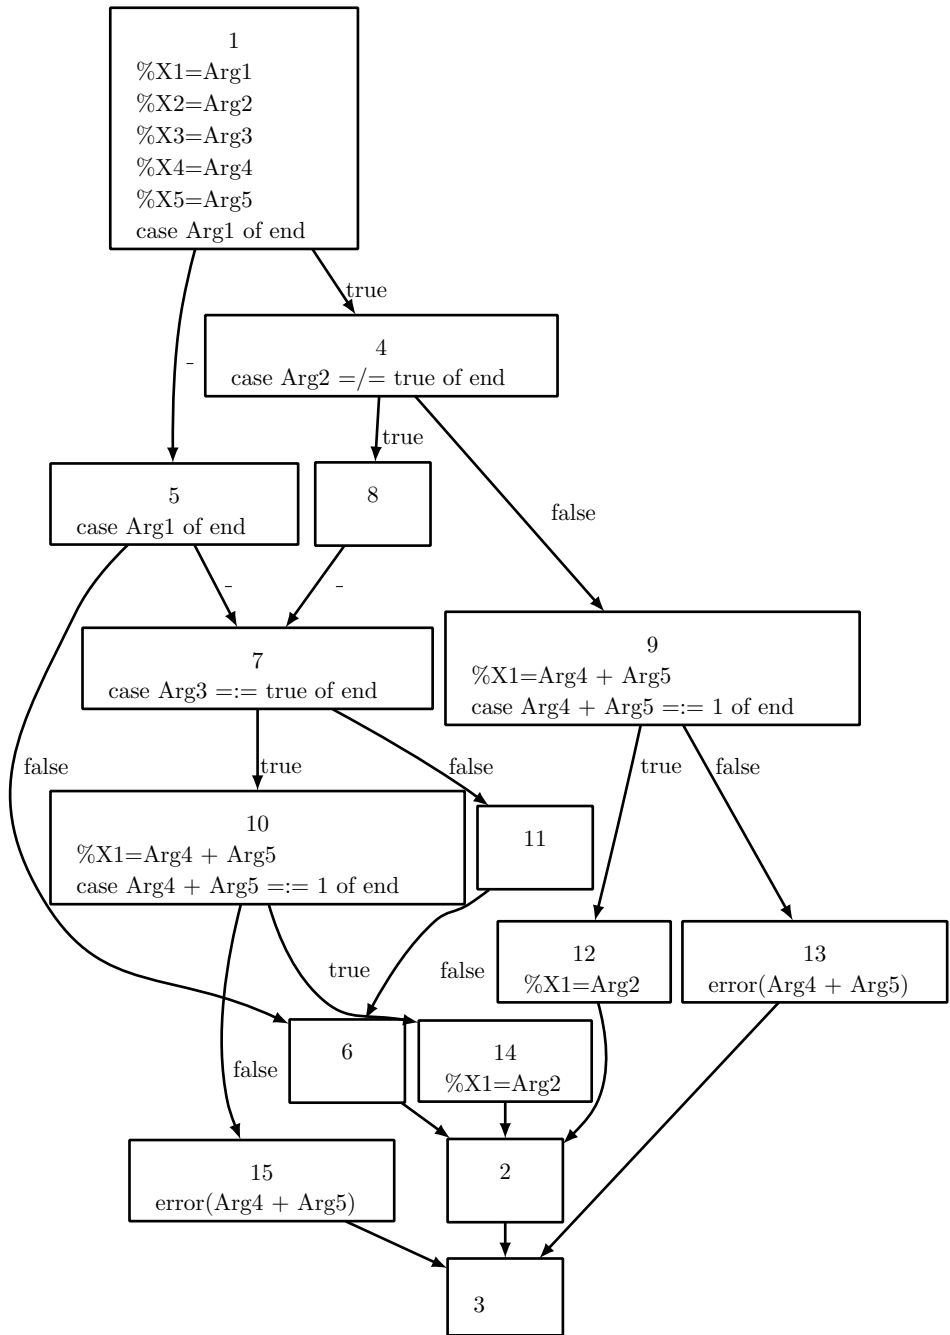 1
%X1=Arg1
%X2=Arg2
%X3=Arg3
%X4=Arg4
%X5=Arg5
case Arg1 of end
true
_
4
case Arg2 =/= true of end
true
false
5
case Arg1 of end
8
_
_
7
case Arg3 =:= true of end
9
%X1=Arg4 + Arg5
case Arg4 + Arg5 =:= 1 of end
false
true
false
true
false
10
%X1=Arg4 + Arg5
case Arg4 + Arg5 =:= 1 of end
11
true
false
12
%X1=Arg2
13
error(Arg4 + Arg5)
6
14
%X1=Arg2
false
15
error(Arg4 + Arg5)
2
3